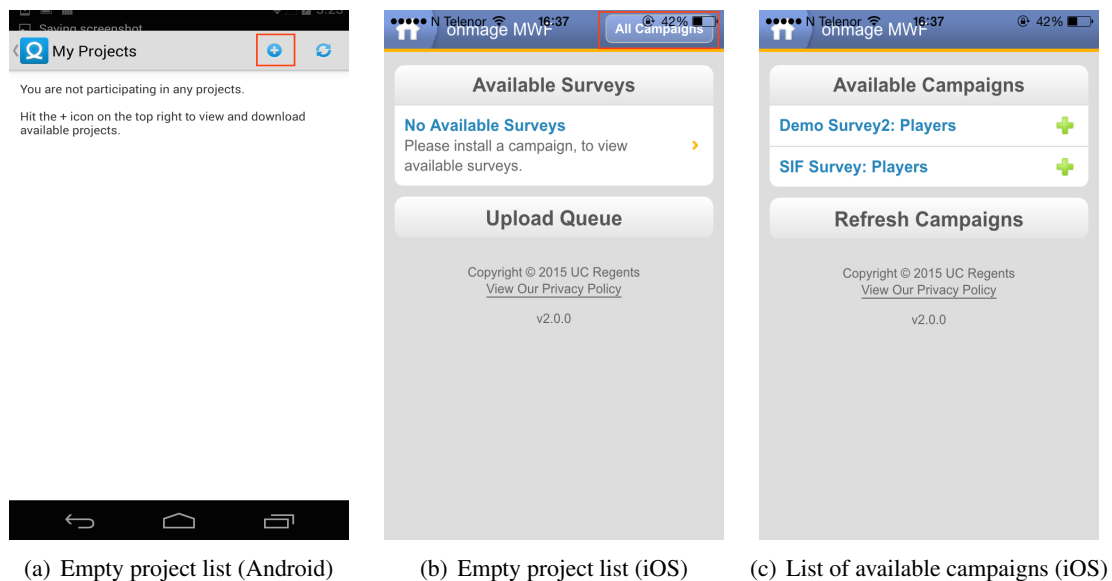 3:25
Saving screenshot
My Projects
You are not participating in any projects.
Hit the + icon on the top right to view and download
available projects.
(a) Empty project list (Android)
N Telenor 16:37 42%
ohmage MWF
All Campaigns
Available Surveys
No Available Surveys
Please install a campaign, to view
available surveys.
Upload Queue
Copyright © 2015 UC Regents
View Our Privacy Policy
v2.0.0
(b) Empty project list (iOS)
N Telenor 16:37 42%
ohmage MWF
Available Campaigns
Demo Survey2: Players
SIF Survey: Players
Refresh Campaigns
Copyright © 2015 UC Regents
View Our Privacy Policy
v2.0.0
(c) List of available campaigns (iOS)